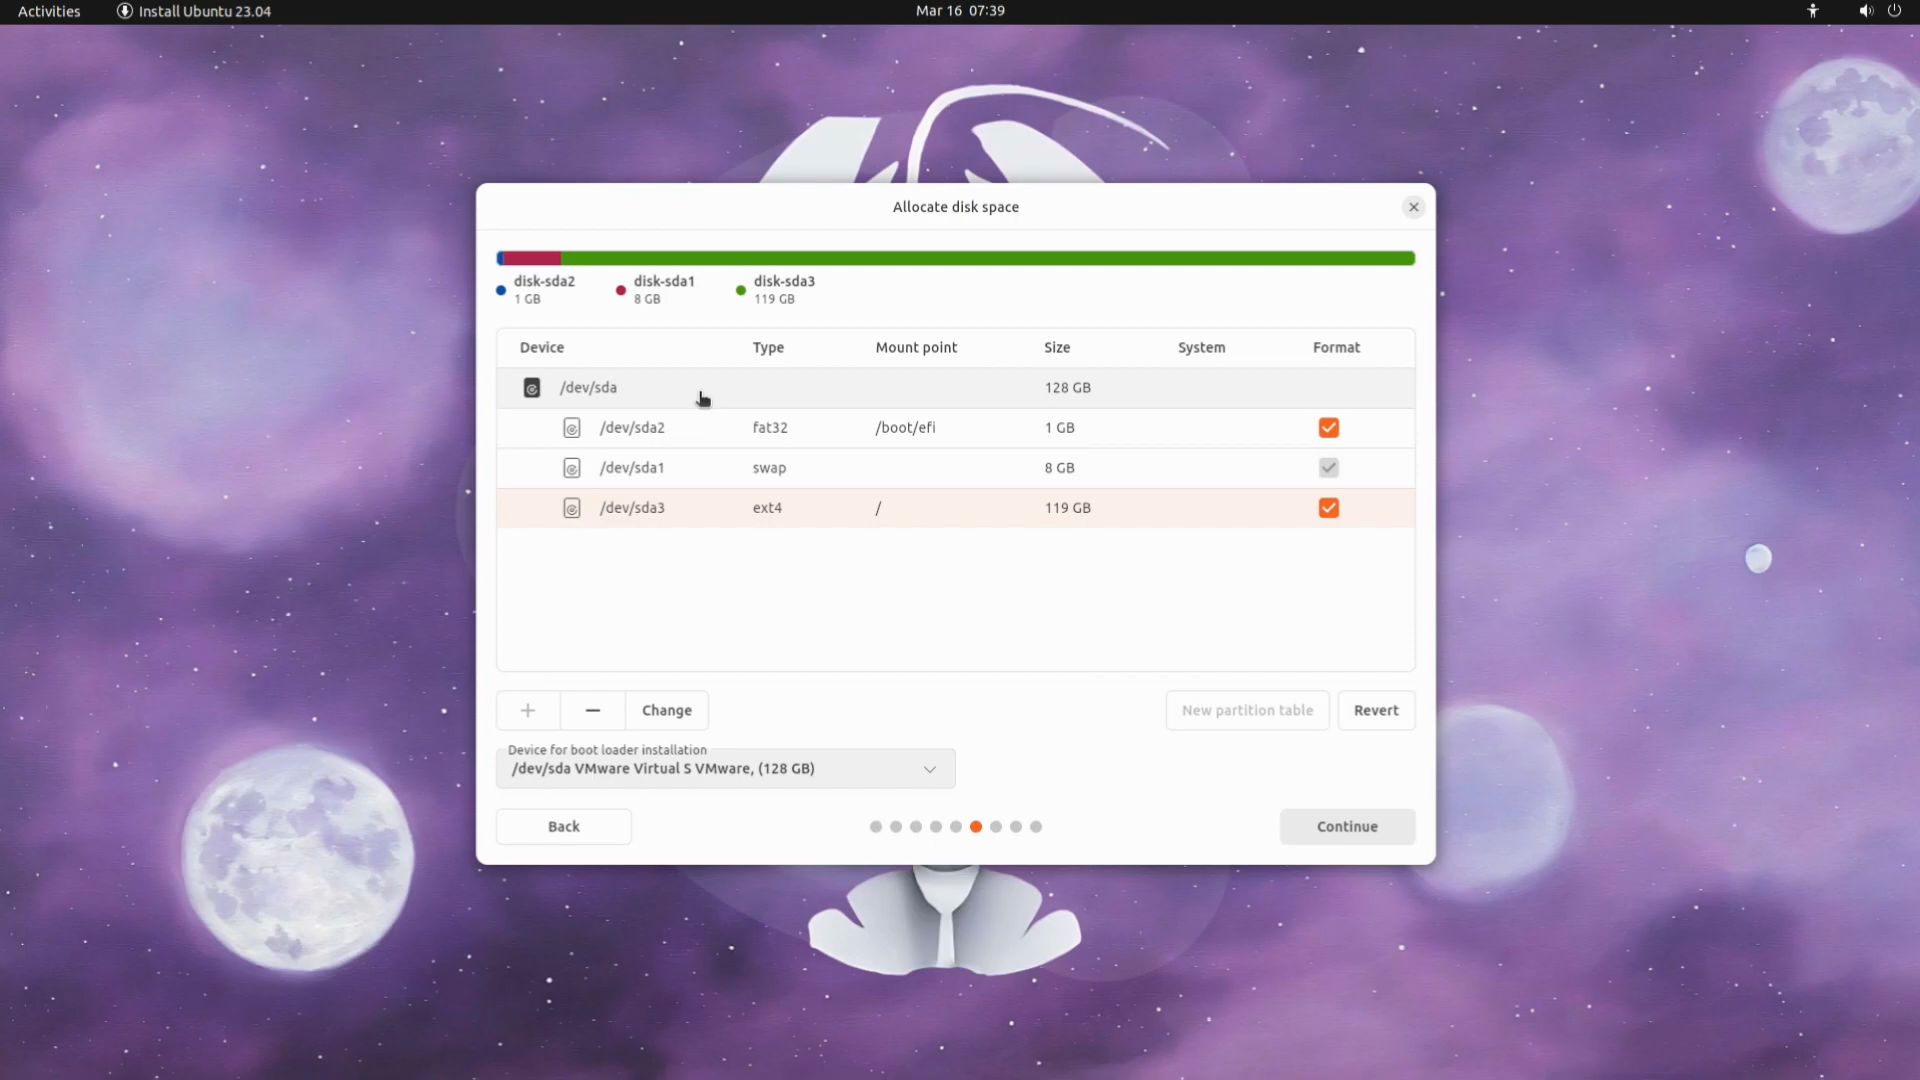 Activities Install Ubuntu 23.04 Mar 16 07:39
Allocate disk space
disk-sda2 disk-sda1 disk-sda3
1 GB 8 GB 119 GB
Device Type Mount point Size System Format
/dev/sda 128 GB
/dev/sda2 fat32 /boot/efi 1 GB
/dev/sda1 swap 8 GB
/dev/sda3 ext4 / 119 GB
Change New partition table Revert
Device for boot loader installation
/dev/sda VMware Virtual S VMware, (128 GB)
Back Continue